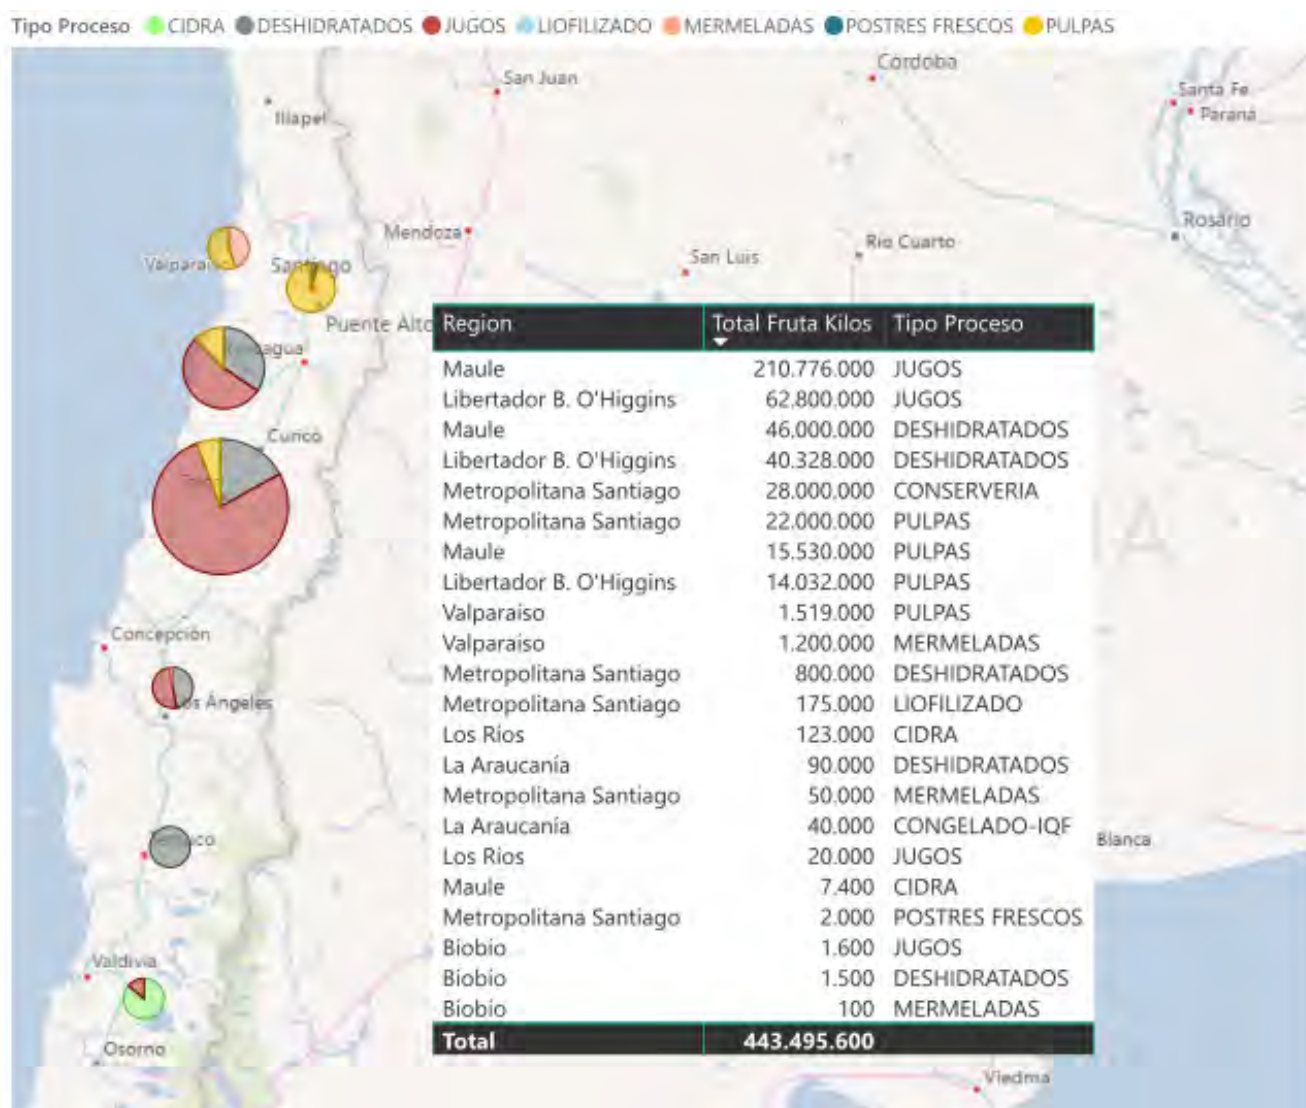 Tipo Proceso CIDRA DESHIDRATADOS JUGOS LIOFILIZADO MERMELADAS POSTRES FRESCOS PULPAS
San Juan
Córdoba
Santa Fe
Paraná
Illapel
Mendoza
Rosario
Río Cuarto
San Luis
Santiago
Puente Alto
Curicó
Concepción
Los Ángeles
Blanca
Valdivia
Osorno
Viedma
Region Total Fruta Kilos Tipo Proceso
Maule 210.776.000 JUGOS
Libertador B. O'Higgins 62.800.000 JUGOS
Maule 46.000.000 DESHIDRATADOS
Libertador B. O'Higgins 40.328.000 DESHIDRATADOS
Metropolitana Santiago 28.000.000 CONSERVERIA
Metropolitana Santiago 22.000.000 PULPAS
Maule 15.530.000 PULPAS
Libertador B. O'Higgins 14.032.000 PULPAS
Valparaiso 1.519.000 PULPAS
Valparaiso 1.200.000 MERMELADAS
Metropolitana Santiago 800.000 DESHIDRATADOS
Metropolitana Santiago 175.000 LIOFILIZADO
Los Rios 123.000 CIDRA
La Araucanía 90.000 DESHIDRATADOS
Metropolitana Santiago 50.000 MERMELADAS
La Araucanía 40.000 CONGELADO-IQF
Los Rios 20.000 JUGOS
Maule 7.400 CIDRA
Metropolitana Santiago 2.000 POSTRES FRESCOS
Biobio 1.600 JUGOS
Biobio 1.500 DESHIDRATADOS
Biobio 100 MERMELADAS
Total 443.495.600